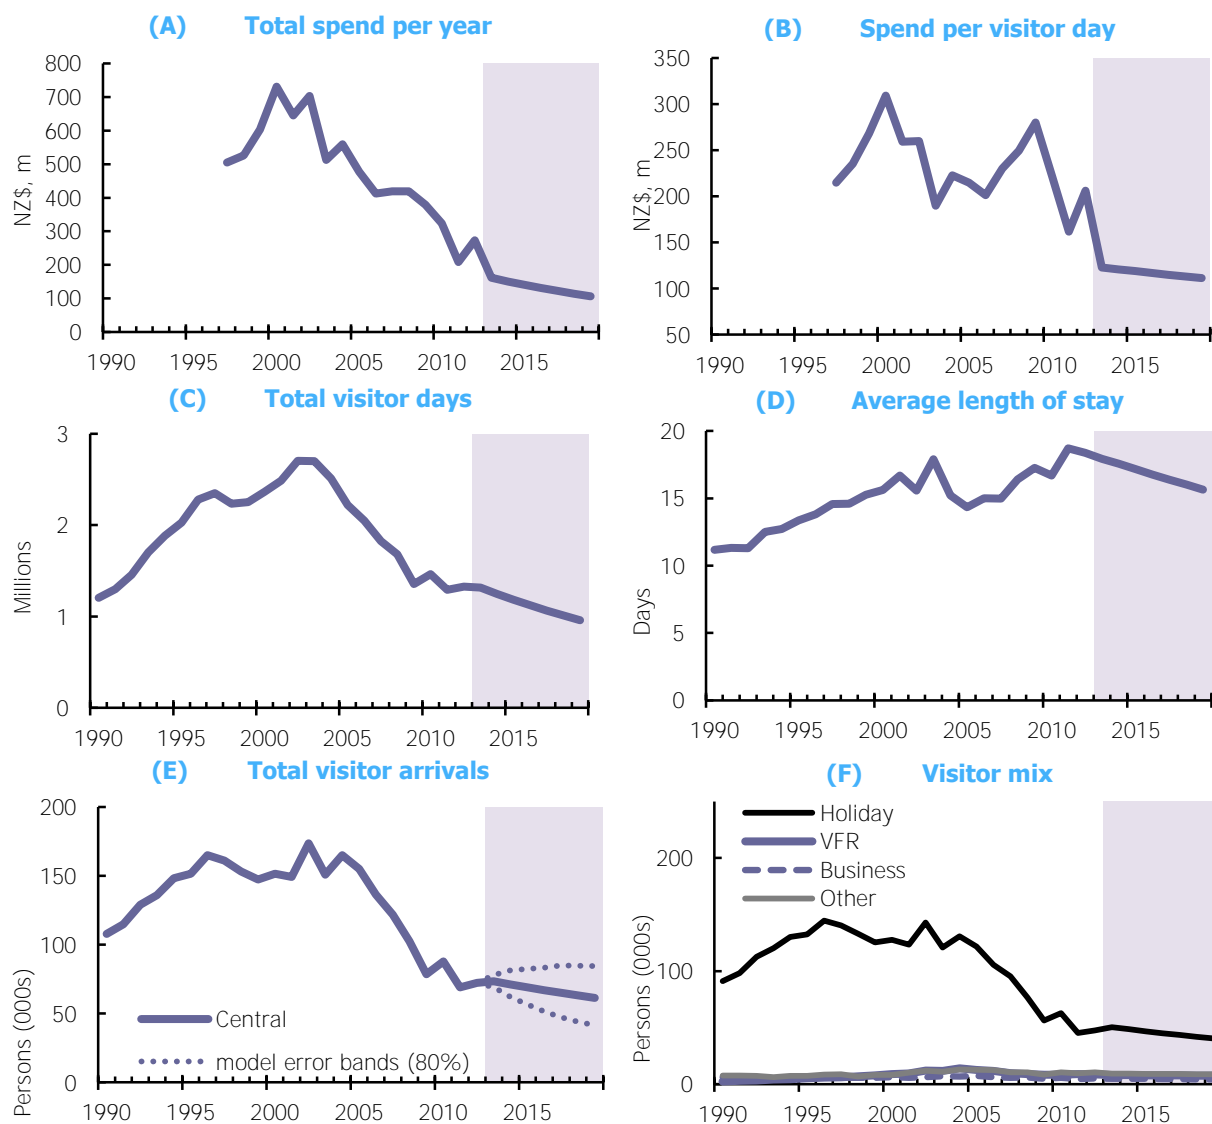 (A) Total spend per year
NZ$, m
800
700
600
500
400
300
200
100
0
1990 1995 2000 2005 2010 2015
(B) Spend per visitor day
NZ$, m
350
300
250
200
150
100
50
1990 1995 2000 2005 2010 2015
(C) Total visitor days
Millions
3
2
1
0
1990 1995 2000 2005 2010 2015
(D) Average length of stay
Days
20
15
10
5
0
1990 1995 2000 2005 2010 2015
(E) Total visitor arrivals
Persons (000s)
200
150
100
50
0
Central
model error bands (80%)
1990 1995 2000 2005 2010 2015
(F) Visitor mix
Persons (000s)
200
100
0
Holiday
VFR
Business
Other
1990 1995 2000 2005 2010 2015